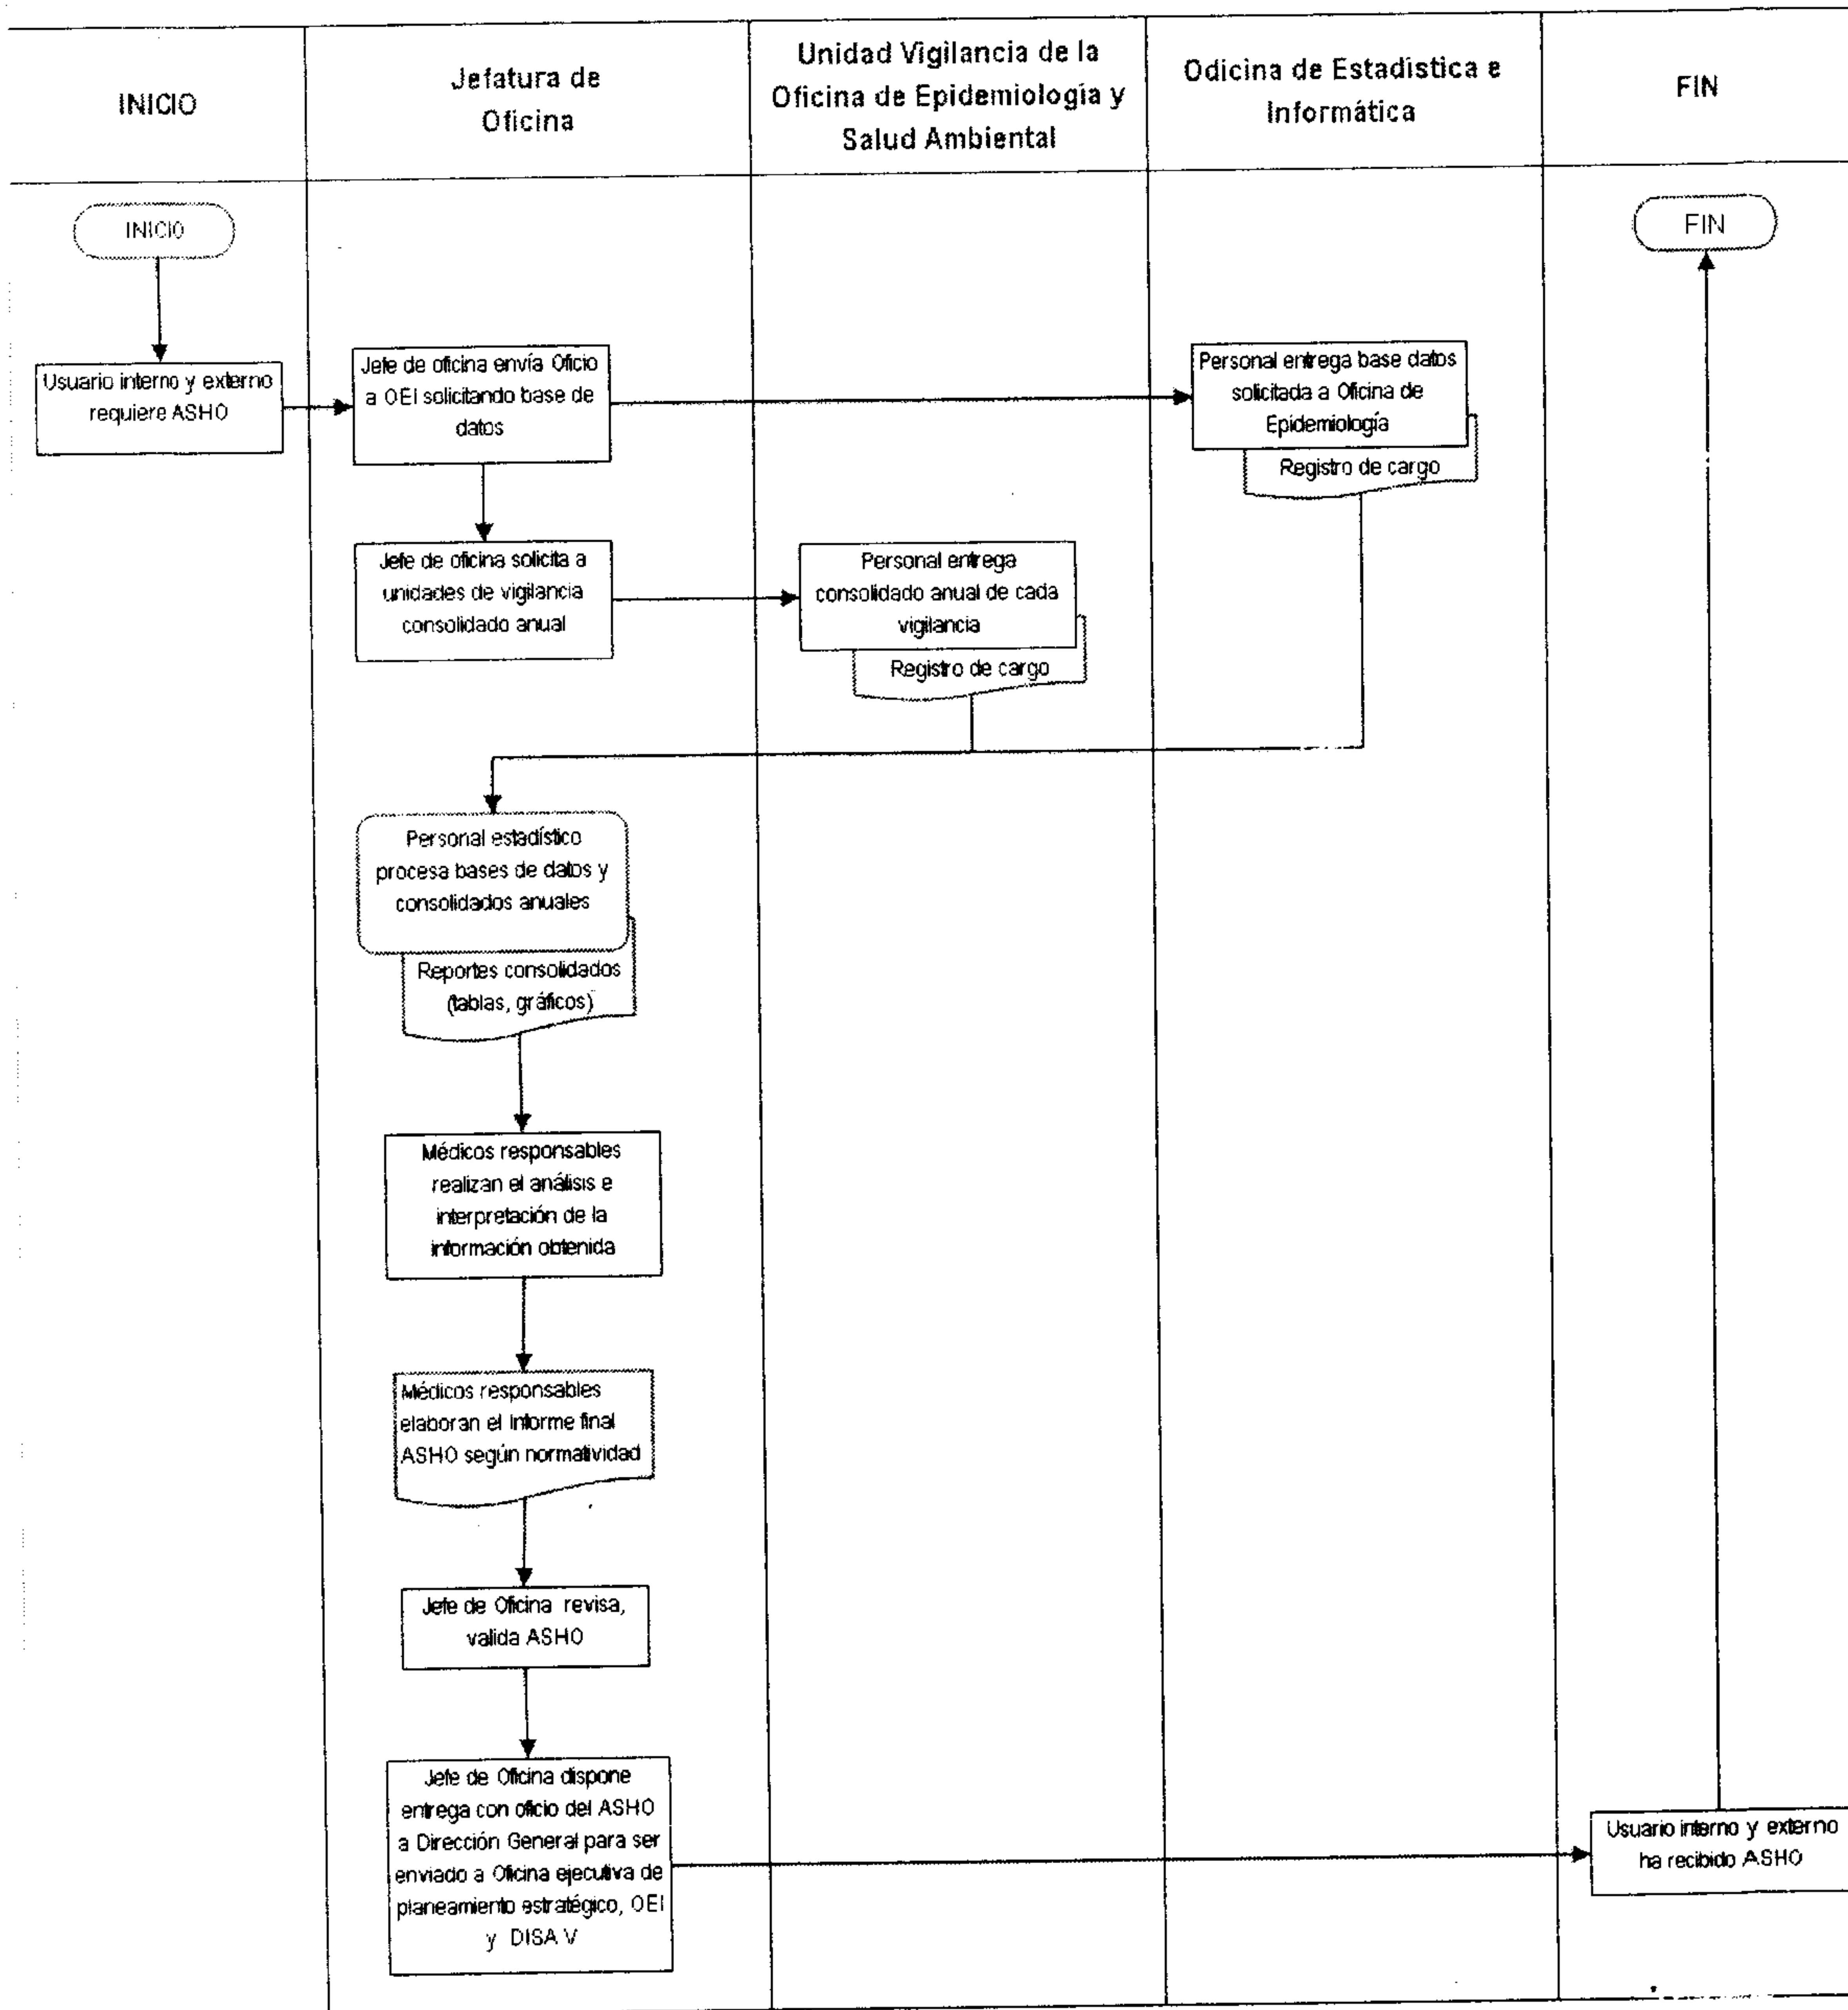 INICIO
Jefatura de
Oficina
Unidad Vigilancia de la
Oficina de Epidemiología y
Salud Ambiental
Odicina de Estadística e
Informática
FIN
INICIO
FIN
Usuario interno y externo
requiere ASHO
Jefe de oficina envía Oficio
a OEI solicitando base de
datos
Personal entrega base datos
solicitada a Oficina de
Epidemiología
Registro de cargo
Jefe de oficina solicita a
unidades de vigilancia
consolidado anual
Personal entrega
consolidado anual de cada
vigilancia
Registro de cargo
Personal estadístico
procesa bases de datos y
consolidados anuales
Reportes consolidados
(tablas, gráficos)
Médicos responsables
realizan el análisis e
interpretación de la
información obtenida
Médicos responsables
elaboran el Informe final
ASHO según normatividad
Jefe de Oficina revisa,
valida ASHO
Jefe de Oficina dispone
entrega con oficio del ASHO
a Dirección General para ser
enviado a Oficina ejecutiva de
planeamiento estratégico, OEI
y DISA V
Usuario interno y externo
ha recibido ASHO